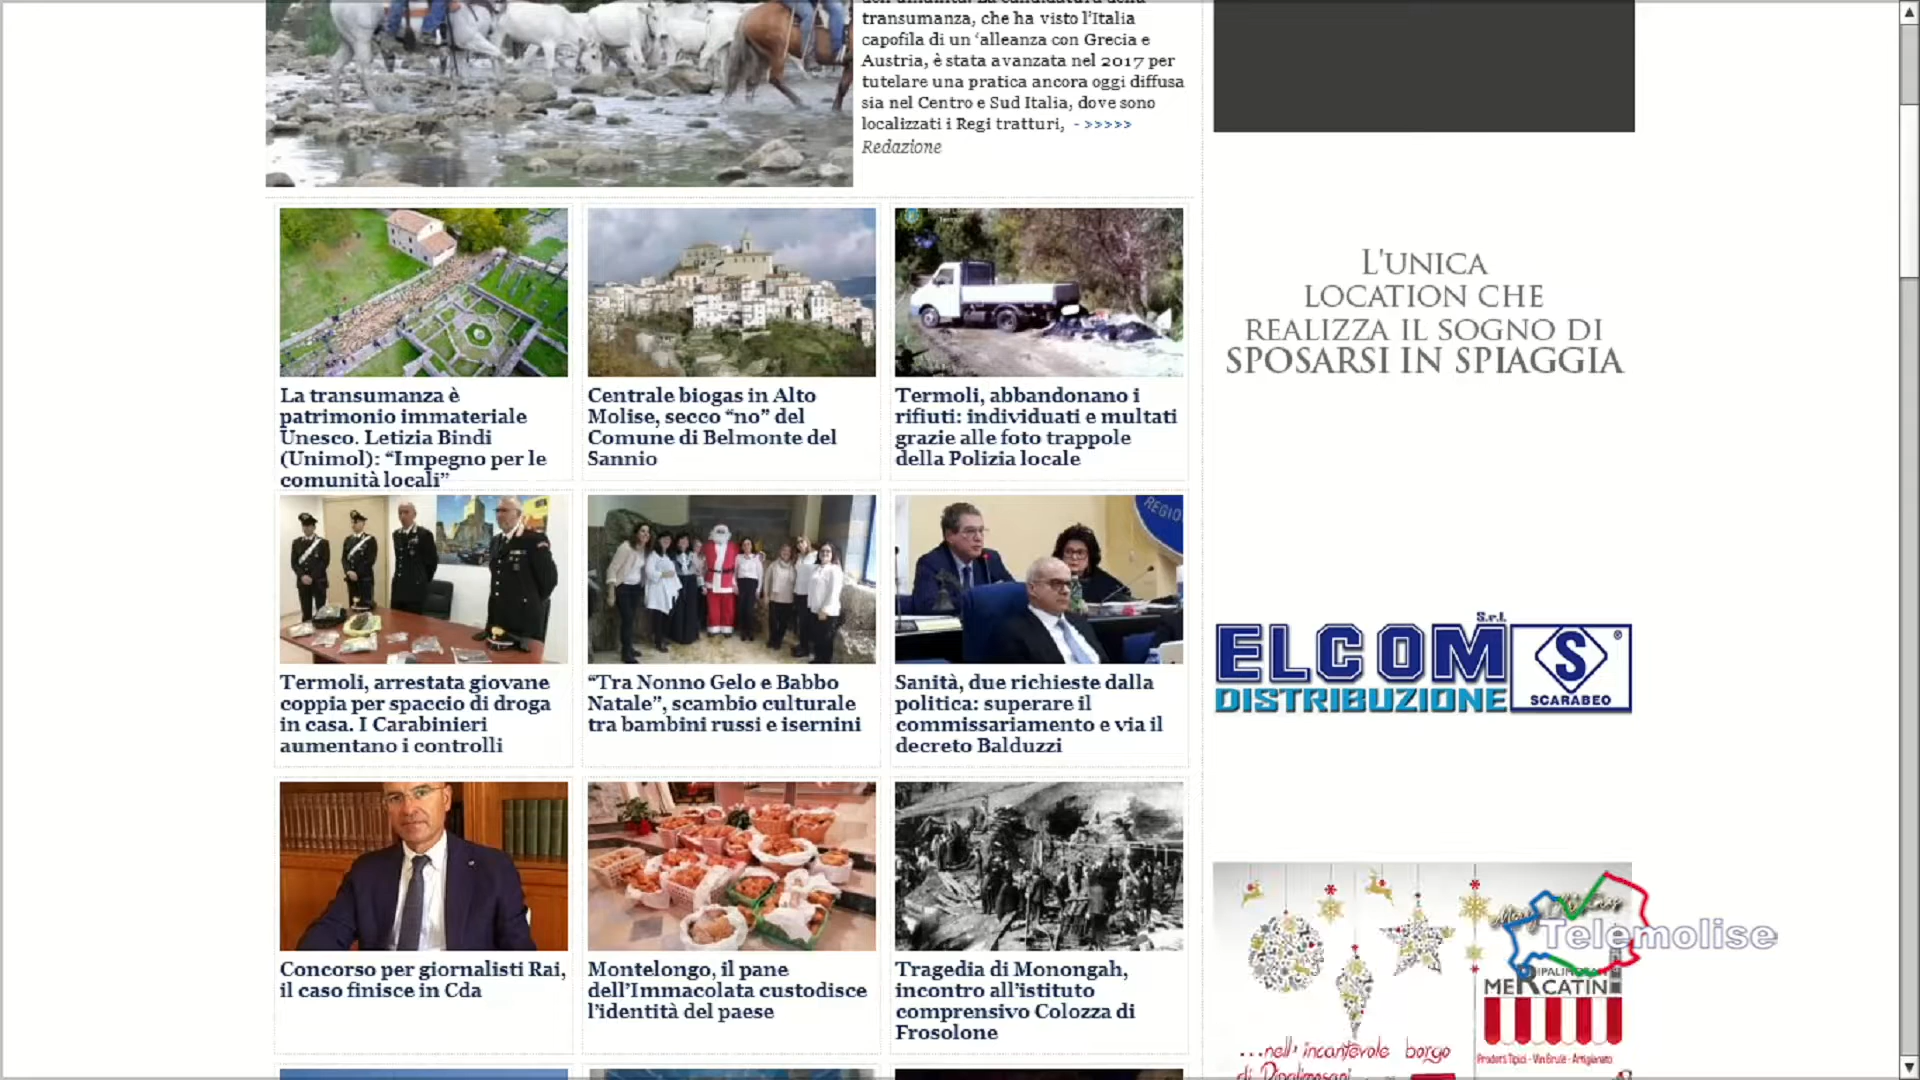 transumanza, che ha visto l'Italia
capofila di un 'alleanza con Grecia e
Austria, è stata avanzata nel 2017 per
tutelare una pratica ancora oggi diffusa
sia nel Centro e Sud Italia, dove sono
localizzati i Regi tratturi, - >>>>>
Redazione
La transumanza è
patrimonio immateriale
Unesco. Letizia Bindi
(Unimol): “Impegno per le
comunità locali”
Centrale biogas in Alto
Molise, secco “no” del
Comune di Belmonte del
Sannio
Termoli, abbandonano i
rifiuti: individuati e multati
grazie alle foto trappole
della Polizia locale
REGIO
Termoli, arrestata giovane
coppia per spaccio di droga
in casa. I Carabinieri
aumentano i controlli
“Tra Nonno Gelo e Babbo
Natale”, scambio culturale
tra bambini russi e isernini
Sanità, due richieste dalla
politica: superare il
commissariamento e via il
decreto Balduzzi
Concorso per giornalisti Rai,
il caso finisce in Cda
Montelongo, il pane
dell’Immacolata custodisce
l’identità del paese
Tragedia di Monongah,
incontro all’istituto
comprensivo Colozza di
Frosolone
L'UNICA
LOCATION CHE
REALIZZA IL SOGNO DI
SPOSARSI IN SPIAGGIA
ELCOM S.r.l.
DISTRIBUZIONE
S ®
SCARABEO
Telemolise
MERCATINI
Prodotti Tipici - Vin Brulè - Artigianato
...nell' incantevole borgo